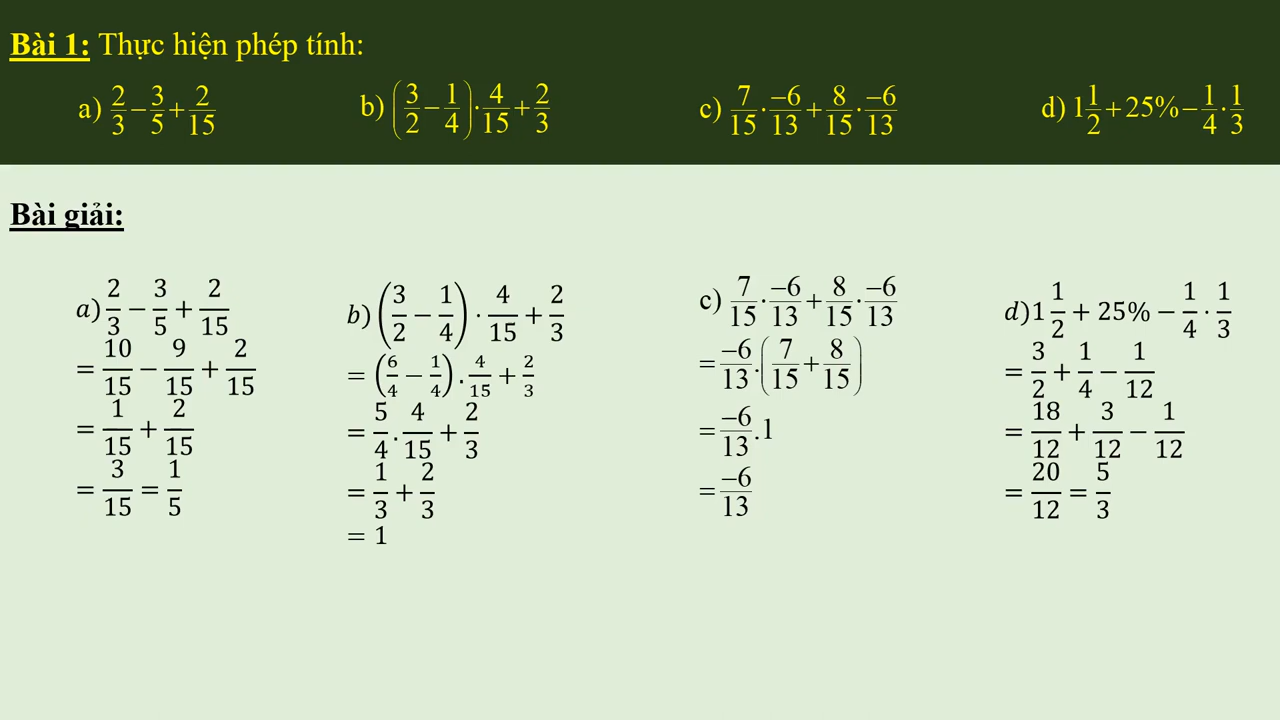 Bài 1: Thực hiện phép tính:
a) 2/3 − 3/5 + 2/15
b) (3/2 − 1/4) · 4/15 + 2/3
c) 7/15 · −6/13 + 8/15 · −6/13
d) 1 1/2 + 25% − 1/4 · 1/3
Bài giải:
a) 2/3 − 3/5 + 2/15
= 10/15 − 9/15 + 2/15
= 1/15 + 2/15
= 3/15 = 1/5
b) (3/2 − 1/4) · 4/15 + 2/3
= (6/4 − 1/4) . 4/15 + 2/3
= 5/4 . 4/15 + 2/3
= 1/3 + 2/3
= 1
c) 7/15 · −6/13 + 8/15 · −6/13
= −6/13 . (7/15 + 8/15)
= −6/13 . 1
= −6/13
d) 1 1/2 + 25% − 1/4 · 1/3
= 3/2 + 1/4 − 1/12
= 18/12 + 3/12 − 1/12
= 20/12 = 5/3